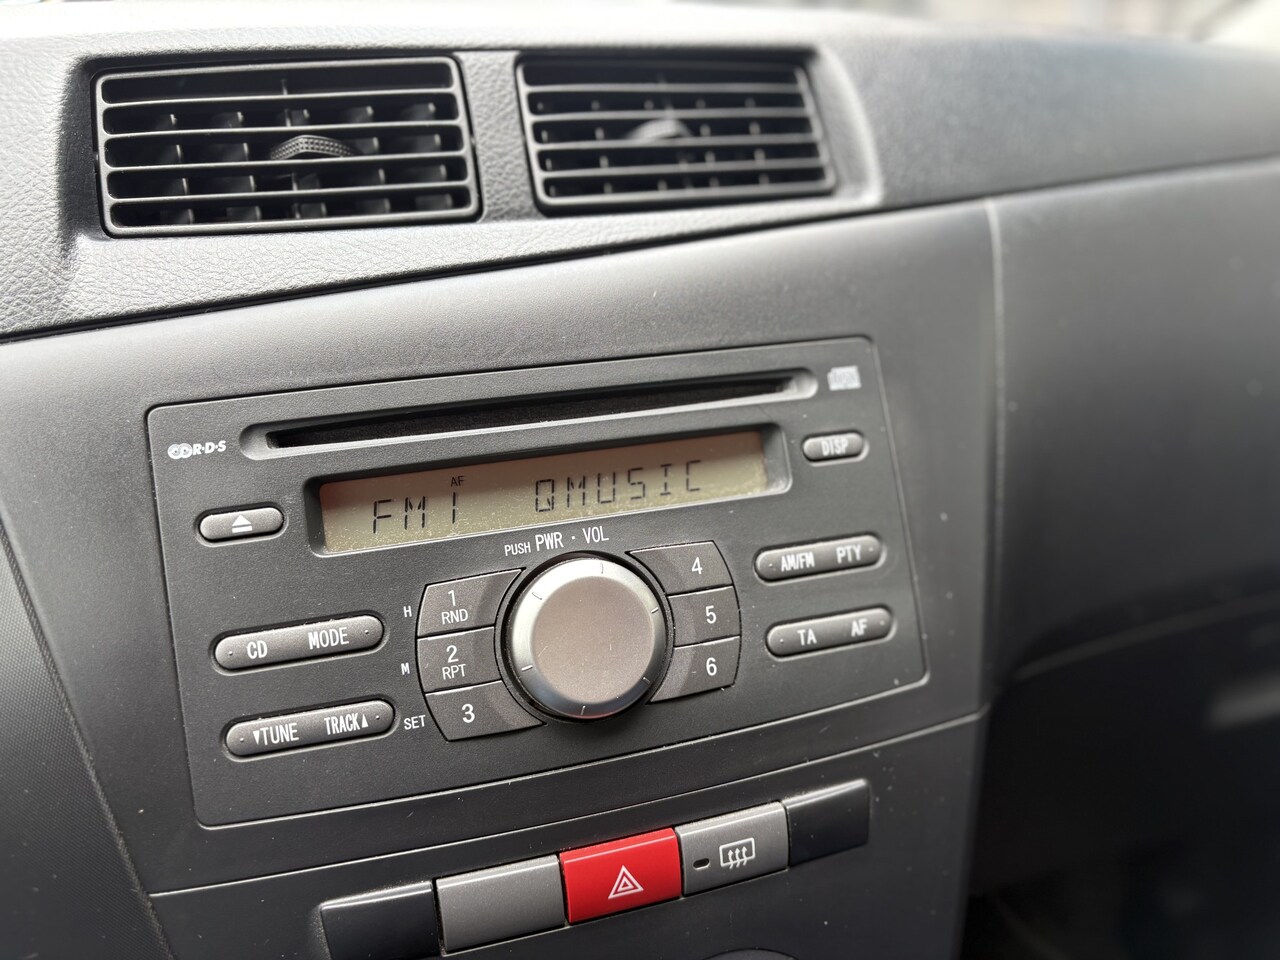 R·D·S
DISP
AF
FM1 QMUSIC
PUSH PWR · VOL
AM/FM PTY
CD MODE
H
1
RND
4
TA AF
M
2
RPT
5
▼TUNE TRACK▲
SET
3
6